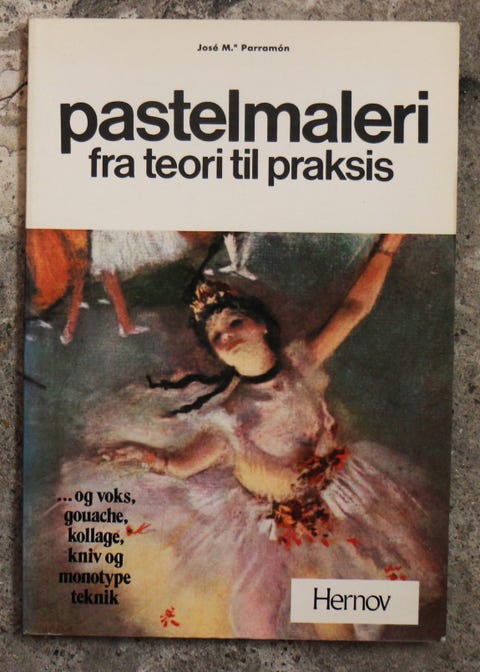 José M.ª Parramón
pastelmaleri
fra teori til praksis
...og voks,
gouache,
kollage,
kniv og
monotype
teknik
Hernov